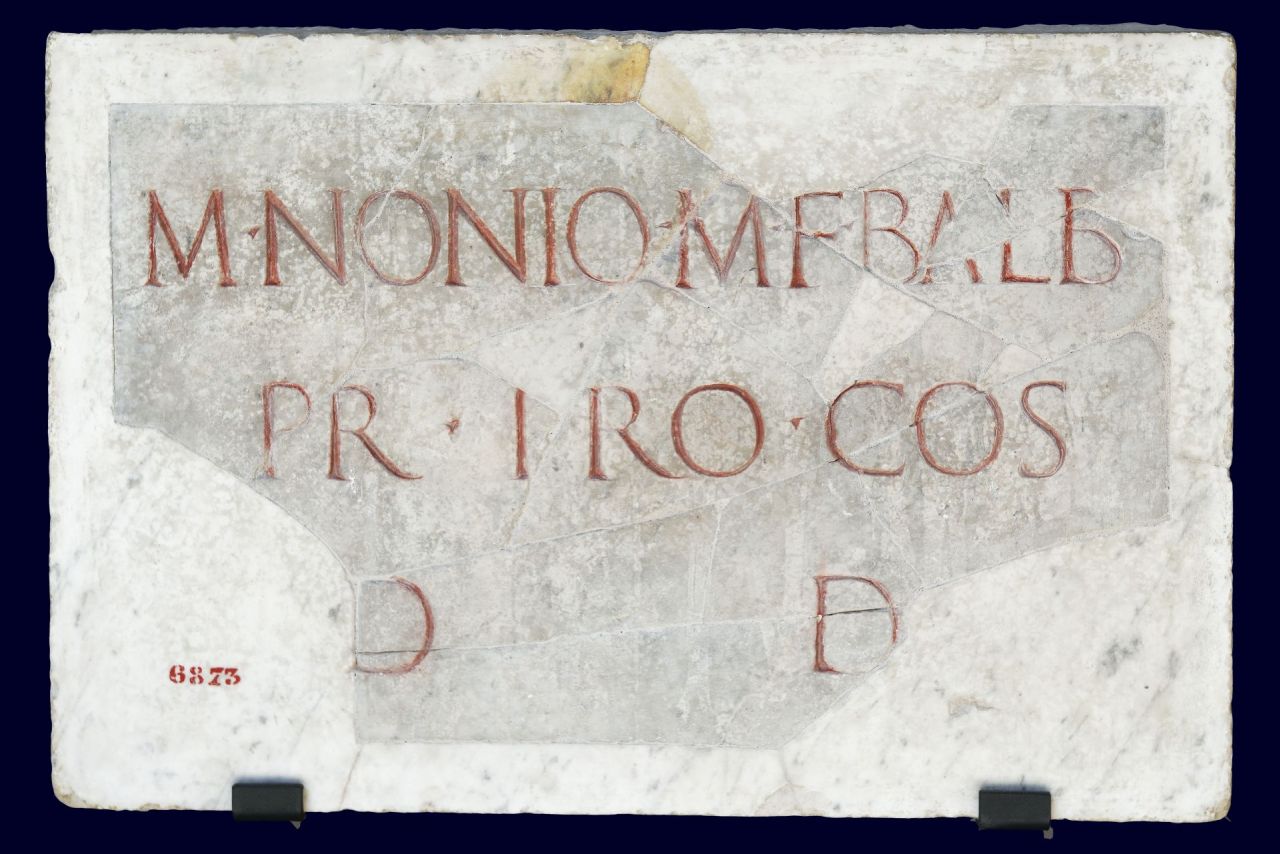 M·NONIO·M·F·BALB
PR · IRO·COS
D D
6873